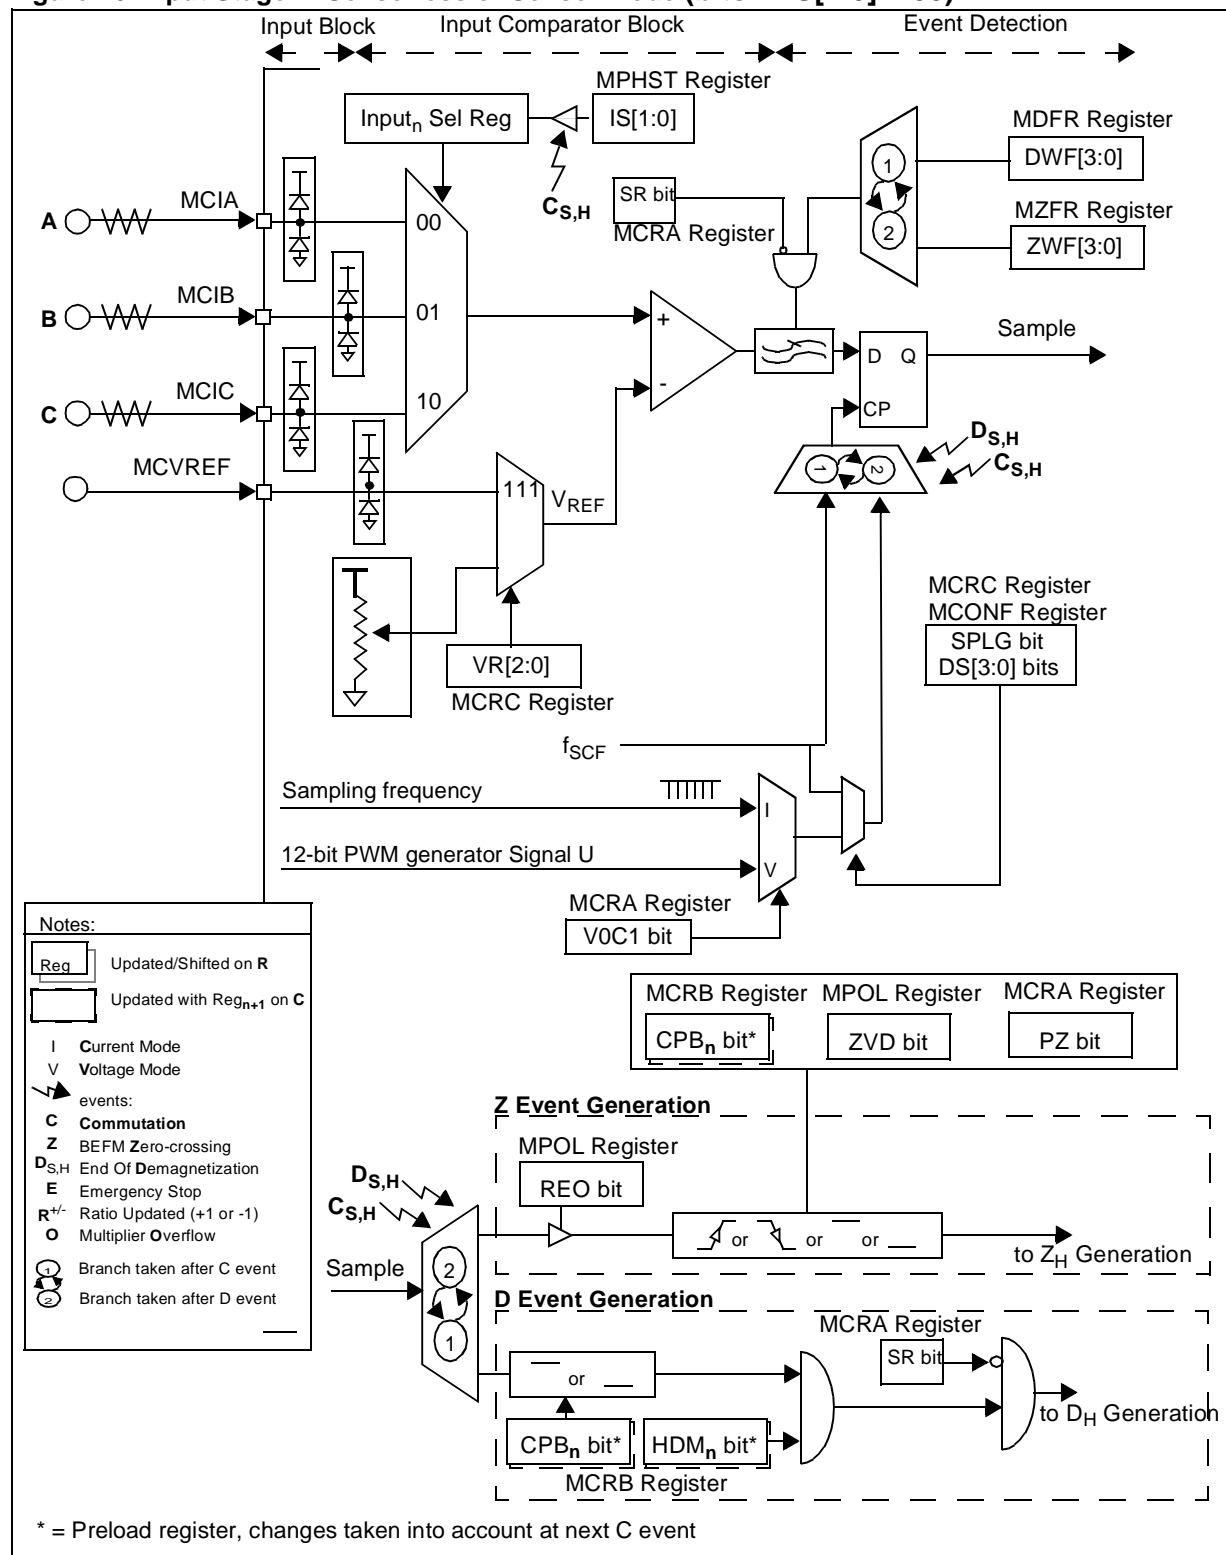 Input Block
Input Comparator Block
Event Detection
MPHST Register
Inputn Sel Reg
IS[1:0]
CS,H
SR bit
MCRA Register
MDFR Register
DWF[3:0]
MZFR Register
ZWF[3:0]
1
2
A
MCIA
00
B
MCIB
01
C
MCIC
10
MCVREF
111
VREF
+
-
D Q
CP
Sample
1 2
DS,H
CS,H
VR[2:0]
MCRC Register
MCRC Register
MCONF Register
SPLG bit
DS[3:0] bits
fSCF
Sampling frequency
I
12-bit PWM generator Signal U
V
MCRA Register
V0C1 bit
Notes:
Reg
Updated/Shifted on R
Updated with Regn+1 on C
I Current Mode
V Voltage Mode
events:
C Commutation
Z BEFM Zero-crossing
DS,H End Of Demagnetization
E Emergency Stop
R+/- Ratio Updated (+1 or -1)
O Multiplier Overflow
1 Branch taken after C event
2 Branch taken after D event
MCRB Register
MPOL Register
MCRA Register
CPBn bit*
ZVD bit
PZ bit
Z Event Generation
MPOL Register
REO bit
DS,H
CS,H
or or or
to ZH Generation
Sample
2
1
D Event Generation
MCRA Register
SR bit
or
CPBn bit*
HDMn bit*
MCRB Register
to DH Generation
* = Preload register, changes taken into account at next C event